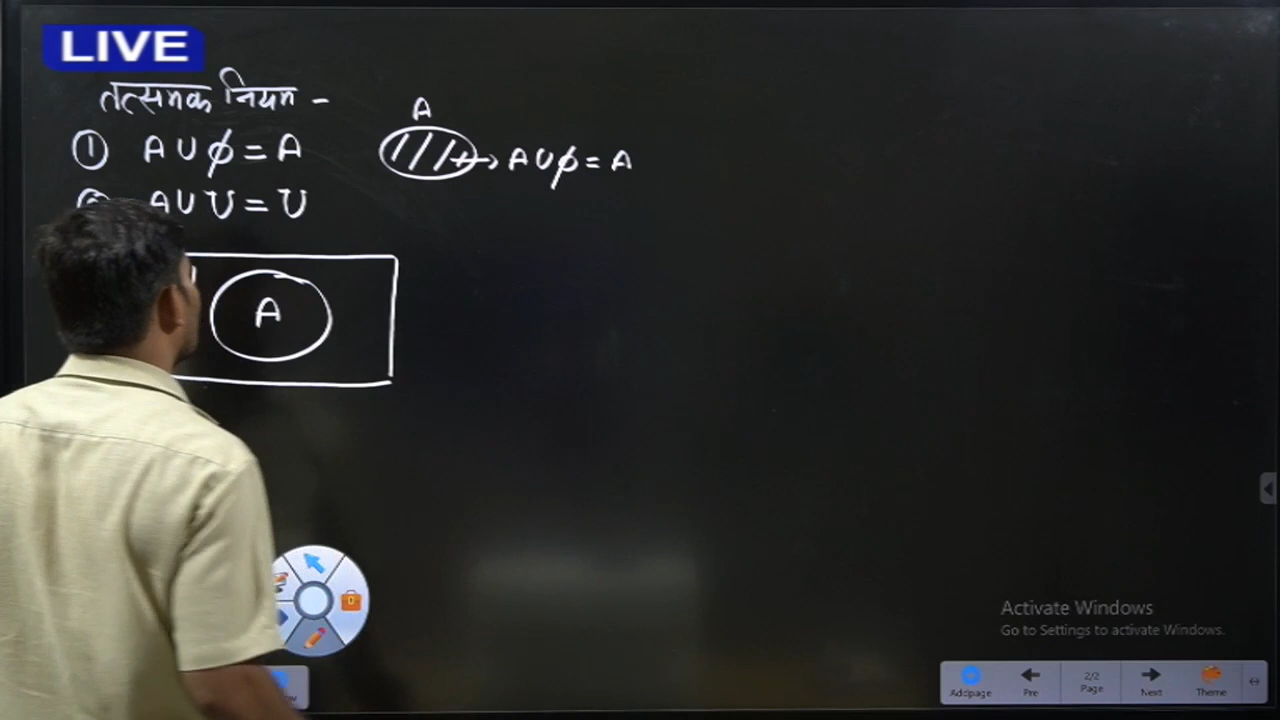 LIVE
तत्समक नियम -
① A ∪ ϕ = A
A
A ∪ ϕ = A
A ∪ U = U
A
Activate Windows
Go to Settings to activate Windows.
Addpage
Pre
2/2
Page
Next
Theme